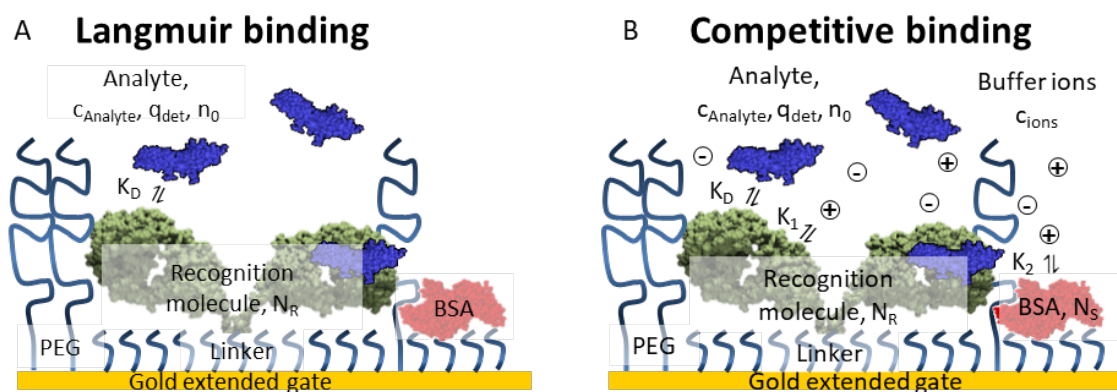 A Langmuir binding
Analyte,
cAnalyte, qdet, n0
KD
Recognition
molecule, NR
BSA
PEG
Linker
Gold extended gate
B Competitive binding
Analyte,
cAnalyte, qdet, n0
Buffer ions
cions
-
+
-
+
KD
K1
+
-
-
+
K2
Recognition
molecule, NR
BSA, NS
PEG
Linker
Gold extended gate